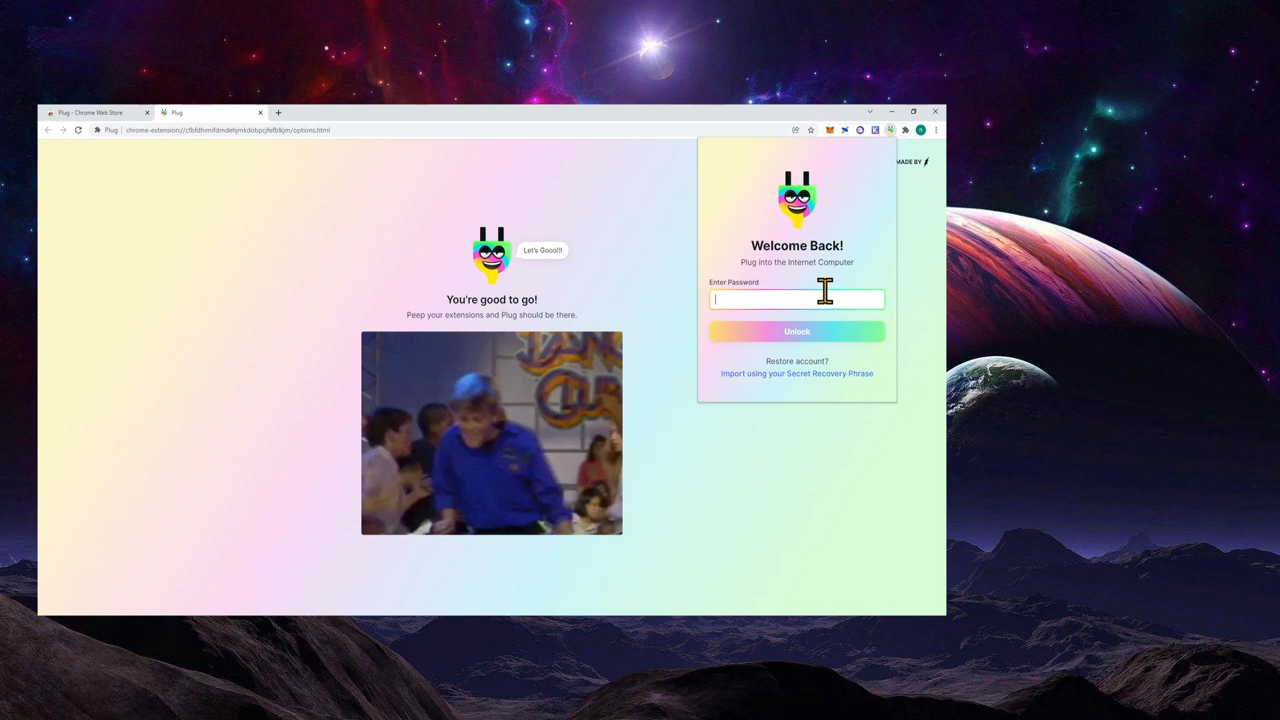 Plug - Chrome Web Store
Plug
Plug
chrome-extension://cfbfdhimifdmdehjmkdobpcjfefblkjm/options.html
MADE BY
Let's Gooo!!!
You're good to go!
Peep your extensions and Plug should be there.
Welcome Back!
Plug into the Internet Computer
Enter Password
Unlock
Restore account?
Import using your Secret Recovery Phrase